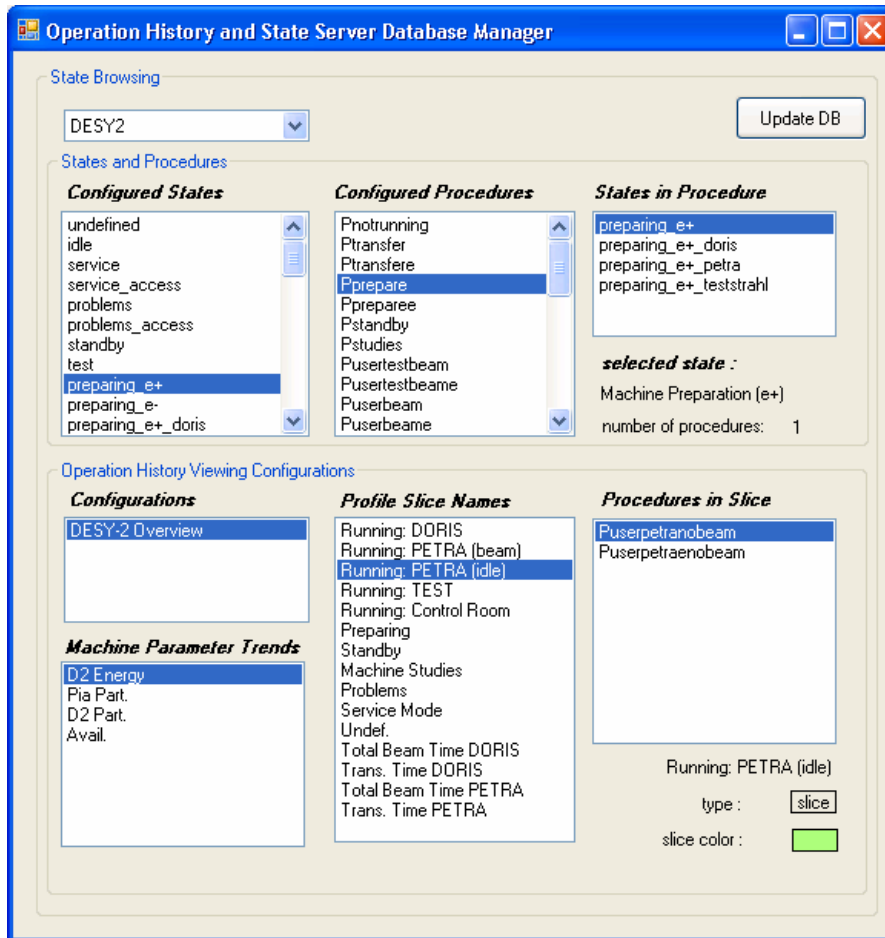 Operation History and State Server Database Manager
State Browsing
DESY2
Update DB
States and Procedures
Configured States
undefined
idle
service
service_access
problems
problems_access
standby
test
preparing_e+
preparing_e-
preparing_e+_doris
Configured Procedures
Pnotrunning
Ptransfer
Ptransfere
Pprepare
Ppreparee
Pstandby
Pstudies
Pusertestbeam
Pusertestbeame
Puserbeam
Puserbeame
States in Procedure
preparing_e+
preparing_e+_doris
preparing_e+_petra
preparing_e+_teststrahl
selected state :
Machine Preparation (e+)
number of procedures: 1
Operation History Viewing Configurations
Configurations
DESY-2 Overview
Machine Parameter Trends
D2 Energy
Pia Part.
D2 Part.
Avail.
Profile Slice Names
Running: DORIS
Running: PETRA (beam)
Running: PETRA (idle)
Running: TEST
Running: Control Room
Preparing
Standby
Machine Studies
Problems
Service Mode
Undef.
Total Beam Time DORIS
Trans. Time DORIS
Total Beam Time PETRA
Trans. Time PETRA
Procedures in Slice
Puserpetranobeam
Puserpetraenobeam
Running: PETRA (idle)
type : slice
slice color :